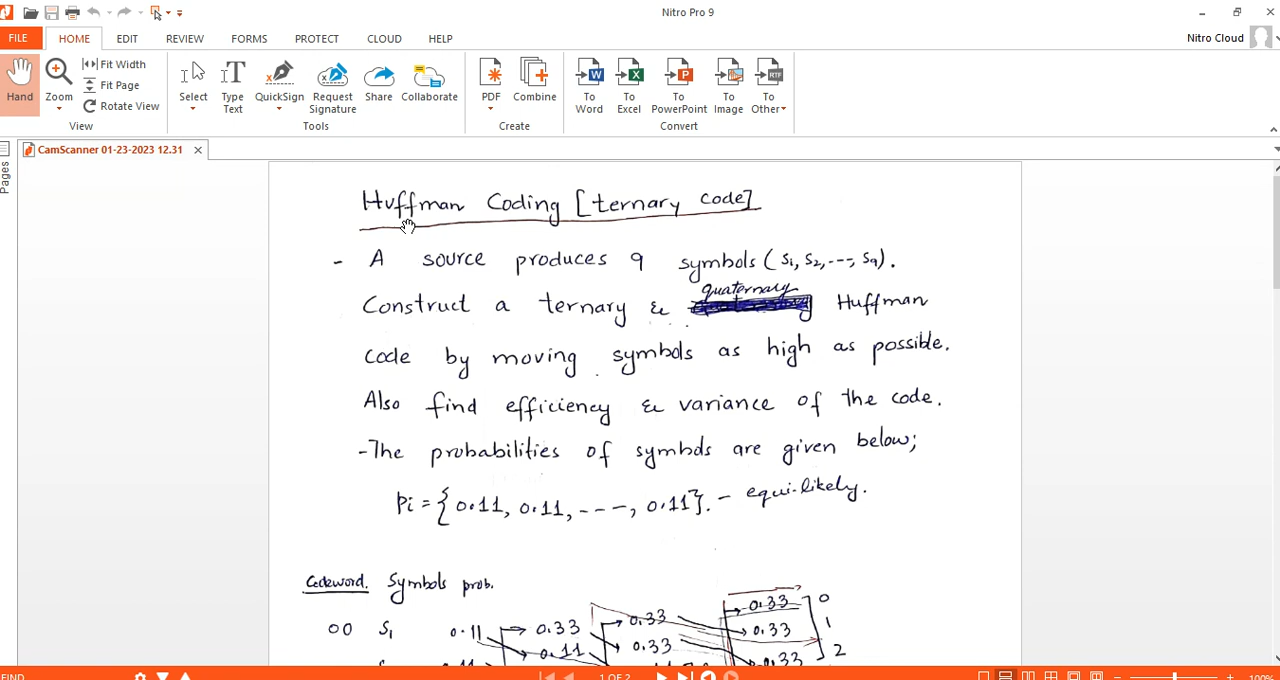 Nitro Pro 9
FILE HOME EDIT REVIEW FORMS PROTECT CLOUD HELP
Nitro Cloud
Hand Zoom Fit Width Fit Page Rotate View Select Type Text QuickSign Request Signature Share Collaborate PDF Combine To Word To Excel To PowerPoint To Image To Other
View Tools Create Convert
CamScanner 01-23-2023 12.31
Pages
Huffman Coding [ternary code]
- A source produces 9 symbols (S1, S2, ---, S9).
quaternary
Construct a ternary & Huffman
code by moving symbols as high as possible.
Also find efficiency & variance of the code.
- The probabilities of symbols are given below;
Pi = {0.11, 0.11, ---, 0.11}. - equi-likely.
Codeword. Symbols prob.
0.33 0
0.33 0.33 1
00 S1 0.11 0.33
0.11 0.33 0.33 2
FIND
1 OF 2
100%